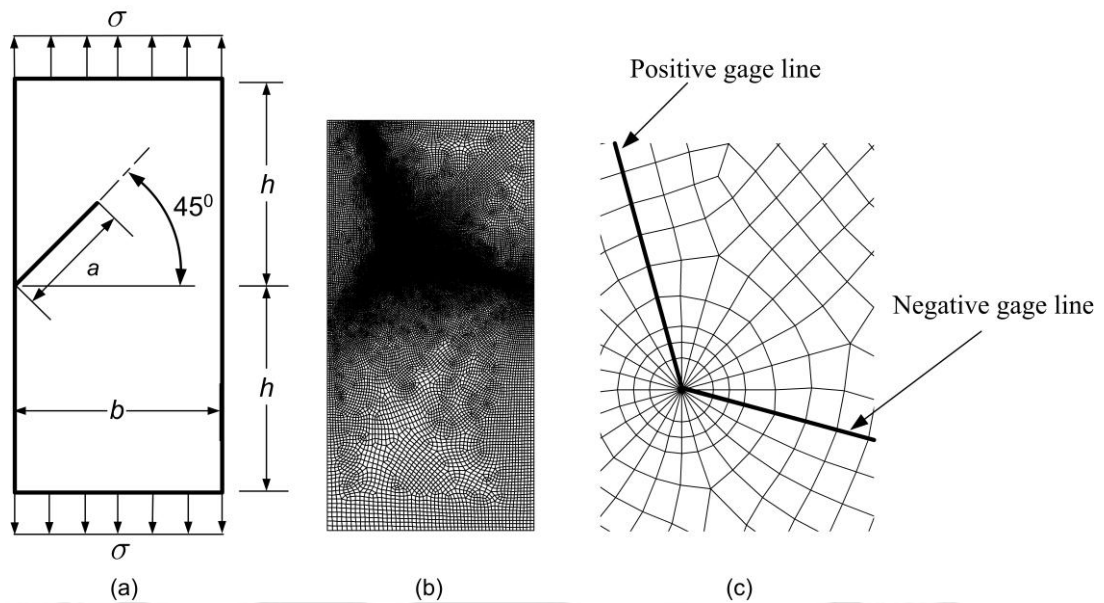 σ
h
45⁰
a
h
b
σ
Positive gage line
Negative gage line
(a)
(b)
(c)